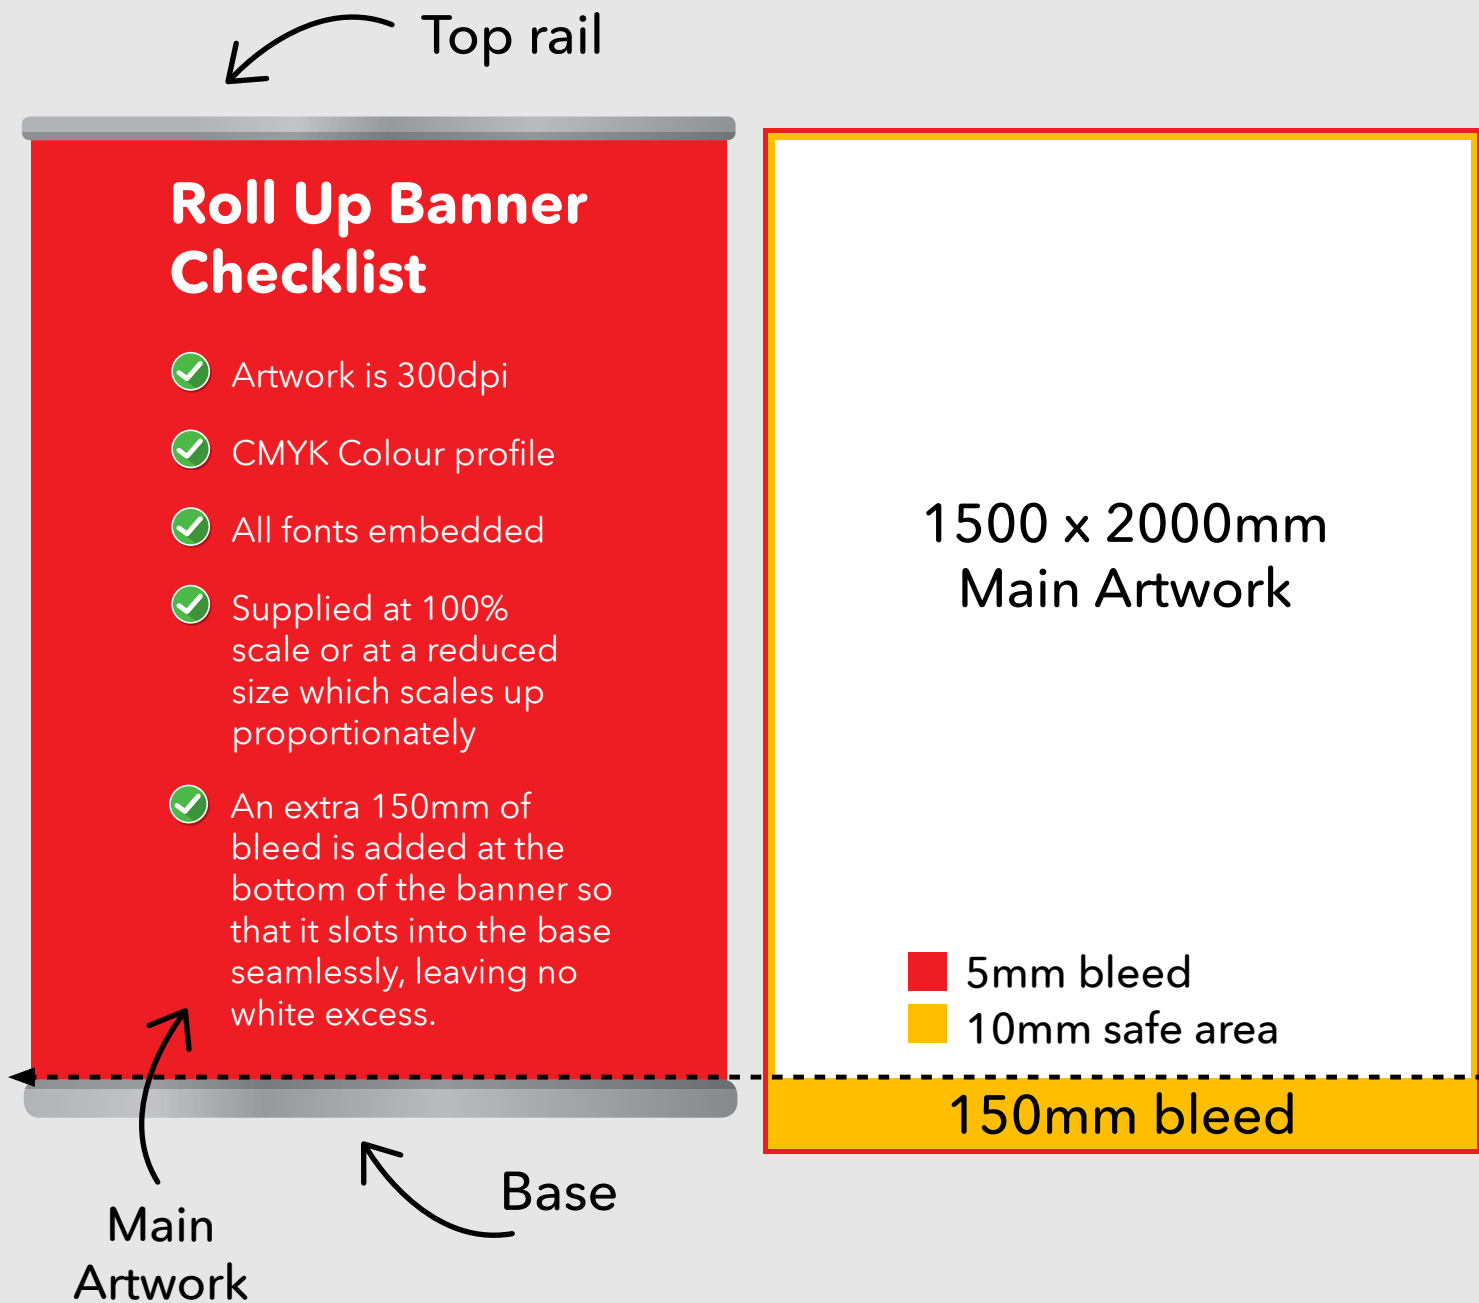 Top rail
Roll Up Banner
Checklist
Artwork is 300dpi
CMYK Colour profile
All fonts embedded
Supplied at 100%
scale or at a reduced
size which scales up
proportionately
An extra 150mm of
bleed is added at the
bottom of the banner so
that it slots into the base
seamlessly, leaving no
white excess.
Main
Artwork
Base
1500 x 2000mm
Main Artwork
5mm bleed
10mm safe area
150mm bleed